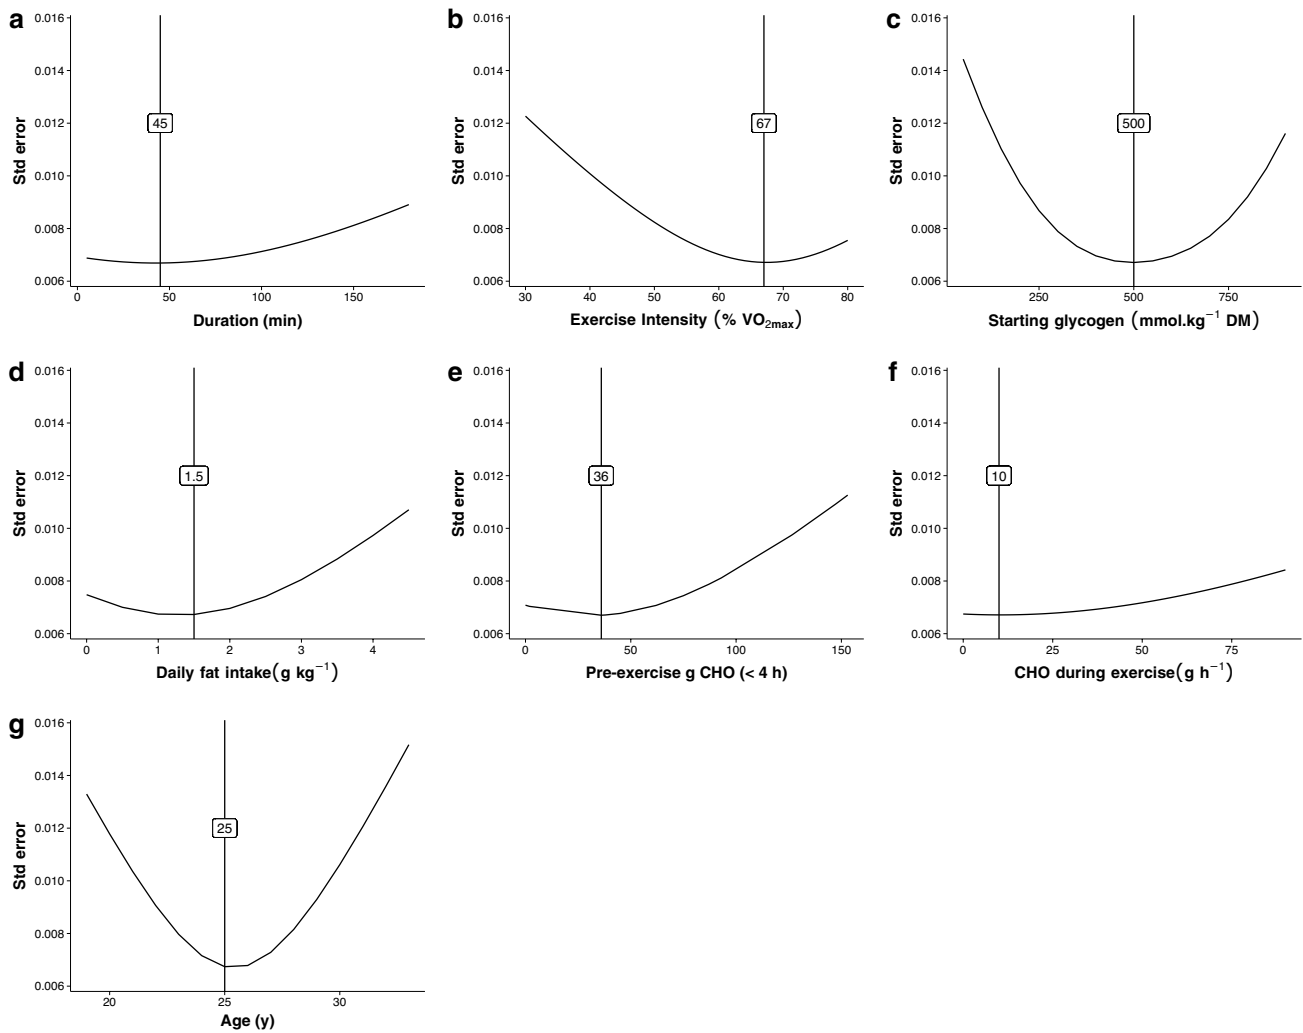 a
0.016
0.014
0.012
0.010
0.008
0.006
Std error
45
0 50 100 150
Duration (min)
b
0.016
0.014
0.012
0.010
0.008
0.006
Std error
67
30 40 50 60 70 80
Exercise Intensity (% VO2max)
c
0.016
0.014
0.012
0.010
0.008
0.006
Std error
500
250 500 750
Starting glycogen (mmol.kg−1 DM)
d
0.016
0.014
0.012
0.010
0.008
0.006
Std error
1.5
0 1 2 3 4
Daily fat intake(g kg−1)
e
0.016
0.014
0.012
0.010
0.008
0.006
Std error
36
0 50 100 150
Pre-exercise g CHO (< 4 h)
f
0.016
0.014
0.012
0.010
0.008
0.006
Std error
10
0 25 50 75
CHO during exercise(g h−1)
g
0.016
0.014
0.012
0.010
0.008
0.006
Std error
25
20 25 30
Age (y)